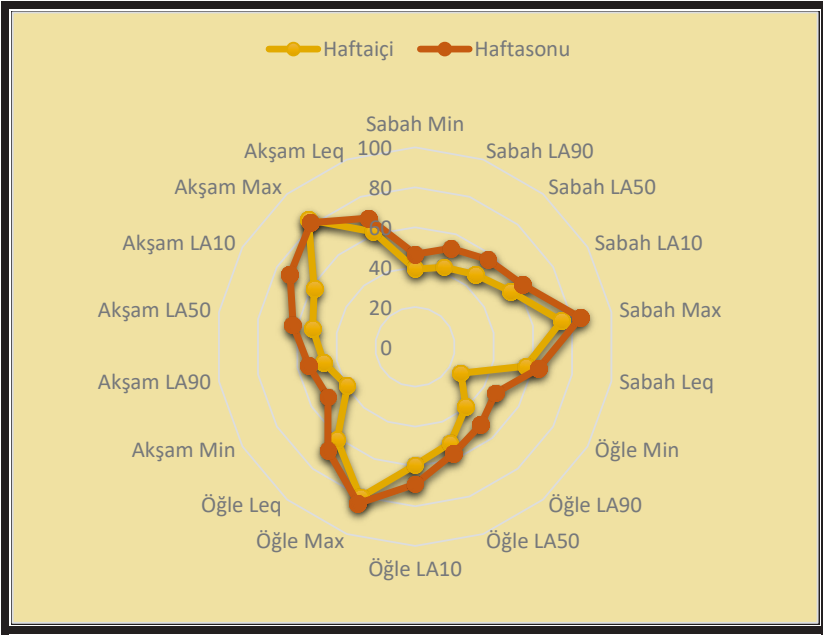 Haftaiçi Haftasonu
Sabah Min
Sabah LA90
Sabah LA50
Sabah LA10
Sabah Max
Sabah Leq
Öğle Min
Öğle LA90
Öğle LA50
Öğle LA10
Öğle Max
Öğle Leq
Akşam Min
Akşam LA90
Akşam LA50
Akşam LA10
Akşam Max
Akşam Leq
100
80
60
40
20
0